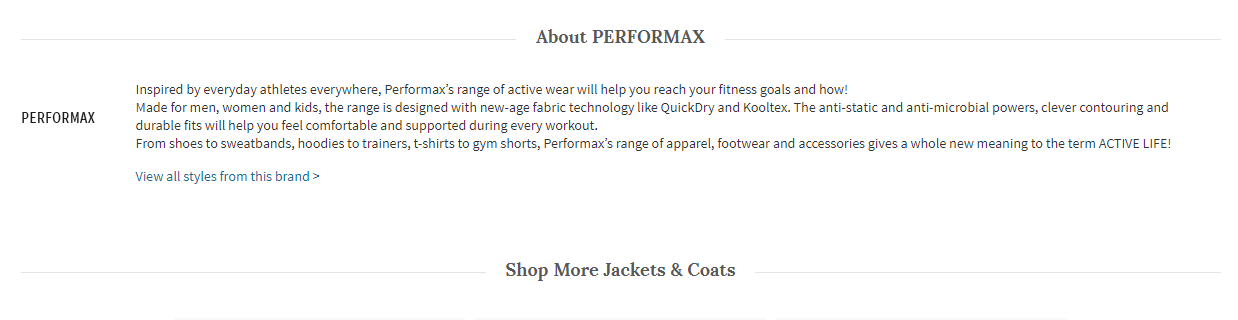 About PERFORMAX
PERFORMAX
Inspired by everyday athletes everywhere, Performax’s range of active wear will help you reach your fitness goals and how!
Made for men, women and kids, the range is designed with new-age fabric technology like QuickDry and Kooltex. The anti-static and anti-microbial powers, clever contouring and
durable fits will help you feel comfortable and supported during every workout.
From shoes to sweatbands, hoodies to trainers, t-shirts to gym shorts, Performax’s range of apparel, footwear and accessories gives a whole new meaning to the term ACTIVE LIFE!
View all styles from this brand >
Shop More Jackets & Coats